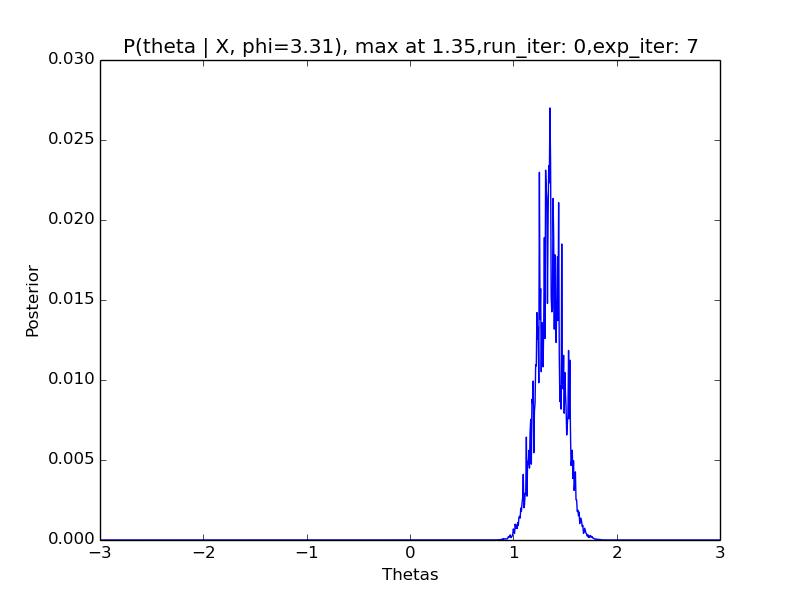 P(theta | X, phi=3.31), max at 1.35,run_iter: 0,exp_iter: 7
0.030
0.025
0.020
0.015
0.010
0.005
0.000
Posterior
−3 −2 −1 0 1 2 3
Thetas